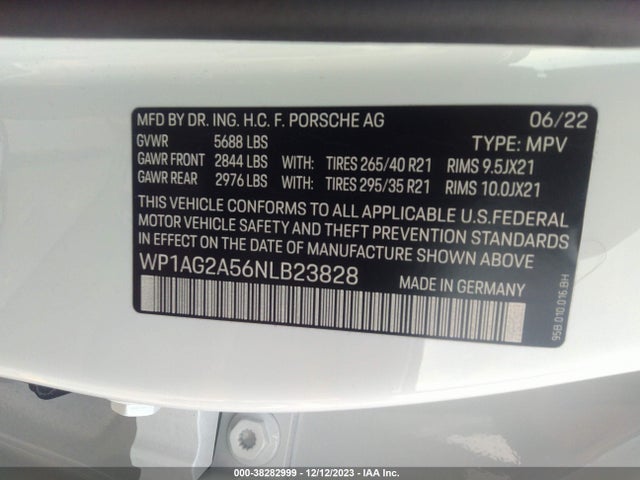 MFD BY DR. ING. H.C. F. PORSCHE AG 06/22
GVWR 5688 LBS TYPE: MPV
GAWR FRONT 2844 LBS WITH: TIRES 265/40 R21 RIMS 9.5JX21
GAWR REAR 2976 LBS WITH: TIRES 295/35 R21 RIMS 10.0JX21
THIS VEHICLE CONFORMS TO ALL APPLICABLE U.S.FEDERAL
MOTOR VEHICLE SAFETY AND THEFT PREVENTION STANDARDS
IN EFFECT ON THE DATE OF MANUFACTURE SHOWN ABOVE
WP1AG2A56NLB23828 MADE IN GERMANY
95B.010.016.BH
000-38282999 - 12/12/2023 - IAA Inc.